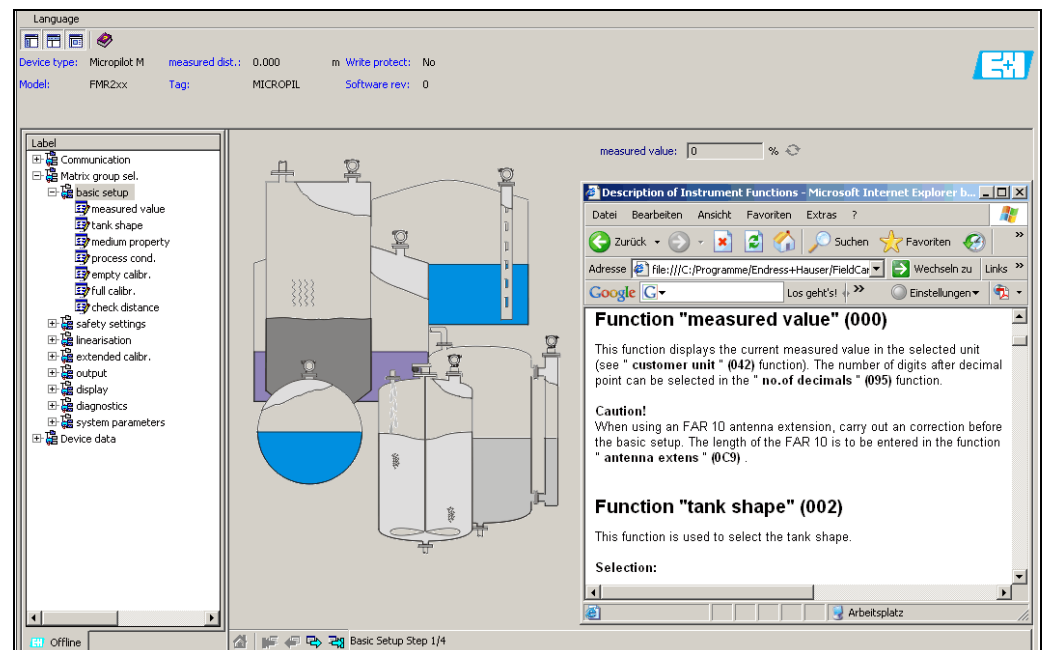 Language
Device type: Micropilot M measured dist.: 0.000 m Write protect: No
Model: FMR2xx Tag: MICROPIL Software rev: 0
E+H
Label
Communication
Matrix group sel.
basic setup
measured value
tank shape
medium property
process cond.
empty calibr.
full calibr.
check distance
safety settings
linearisation
extended calibr.
output
display
diagnostics
system parameters
Device data
measured value: 0 %
Description of Instrument Functions - Microsoft Internet Explorer b...
Datei Bearbeiten Ansicht Favoriten Extras ?
Zurück Suchen Favoriten »
Adresse file:///C:/Programme/Endress+Hauser/FieldCar Wechseln zu Links »
Google G Los geht's! » Einstellungen
Function "measured value" (000)
This function displays the current measured value in the selected unit
(see " customer unit " (042) function). The number of digits after decimal
point can be selected in the " no.of decimals " (095) function.
Caution!
When using an FAR 10 antenna extension, carry out an correction before
the basic setup. The length of the FAR 10 is to be entered in the function
" antenna extens " (0C9) .
Function "tank shape" (002)
This function is used to select the tank shape.
Selection:
Arbeitsplatz
Offline
Basic Setup Step 1/4